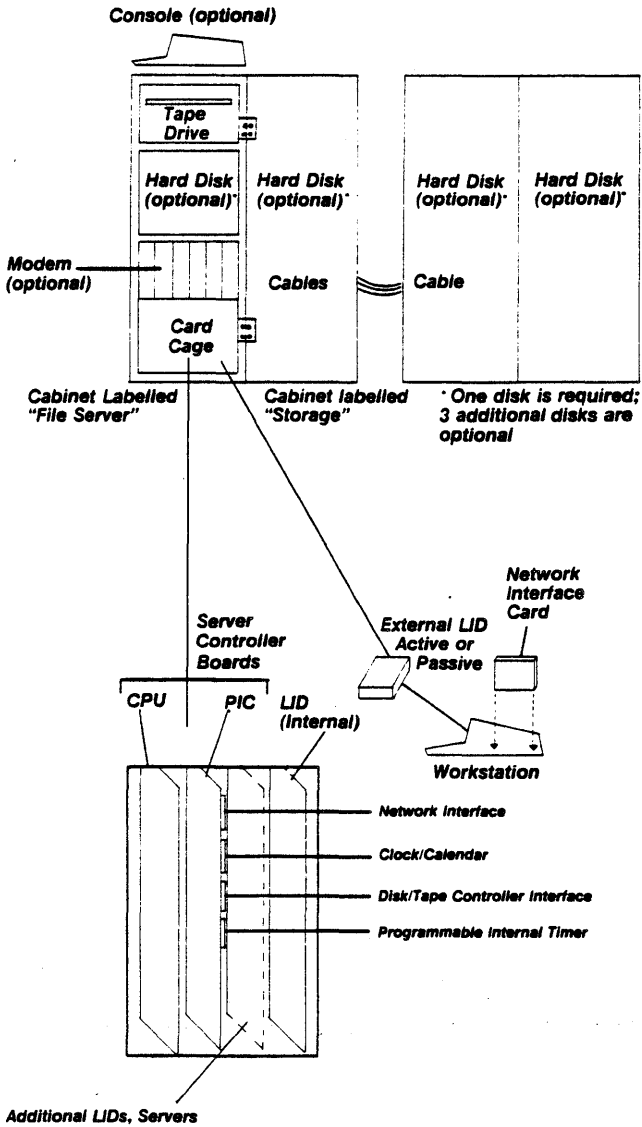 Console (optional)
Tape
Drive
Hard Disk
(optional)*
Hard Disk
(optional)*
Hard Disk
(optional)*
Hard Disk
(optional)*
Modem
(optional)
Cables
Cable
Card
Cage
Cabinet Labelled
"File Server"
Cabinet labelled
"Storage"
* One disk is required;
3 additional disks are
optional
Network
Interface
Card
Server
Controller
Boards
External LID
Active or
Passive
CPU
PIC
LID
(Internal)
Workstation
Network Interface
Clock/Calendar
Disk/Tape Controller Interface
Programmable Internal Timer
Additional LIDs, Servers